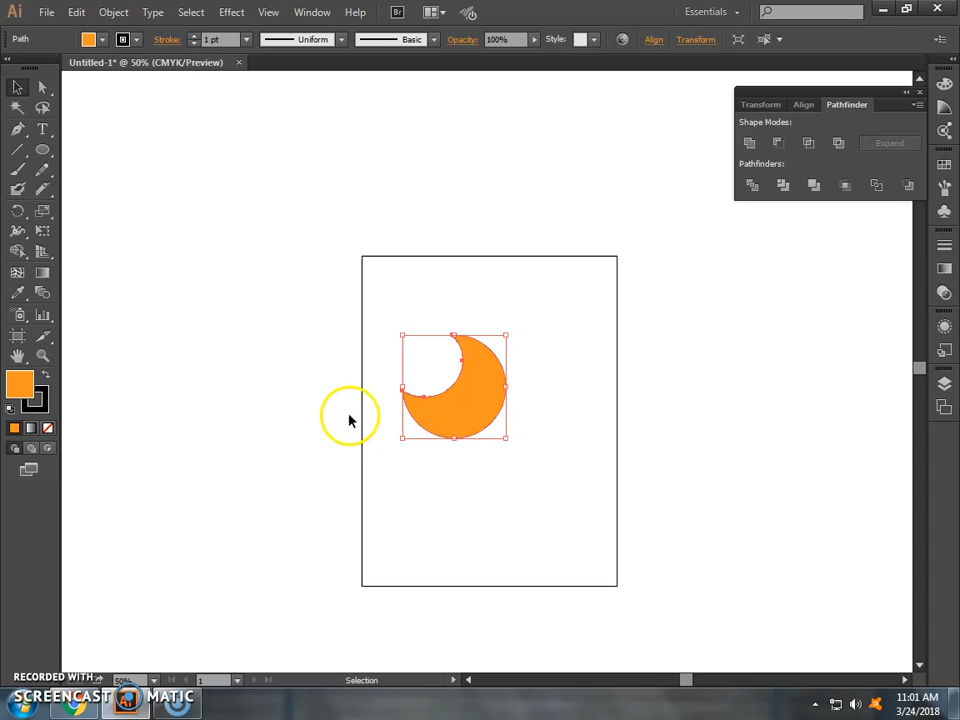 Ai File Edit Object Type Select Effect View Window Help Br Essentials
Path Stroke: 1 pt Uniform Basic Opacity: 100% Style: Align Transform
Untitled-1* @ 50% (CMYK/Preview) ×
Transform Align Pathfinder
Shape Modes:
Expand
Pathfinders:
RECORDED WITH
SCREENCAST MATIC
50% 1 Selection
Ai
11:01 AM
3/24/2018